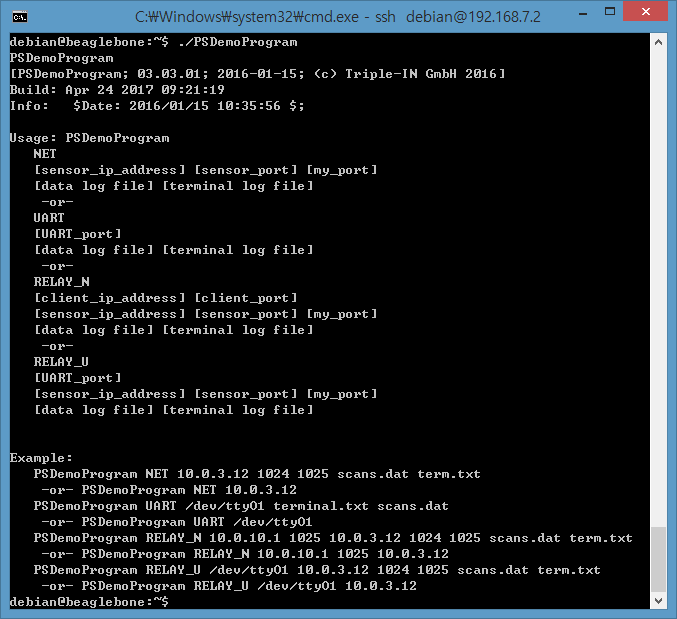 C:\Windows\system32\cmd.exe - ssh  debian@192.168.7.2
debian@beaglebone:~$ ./PSDemoProgram
PSDemoProgram
[PSDemoProgram; 03.03.01; 2016-01-15; (c) Triple-IN GmbH 2016]
Build: Apr 24 2017 09:21:19
Info:   $Date: 2016/01/15 10:35:56 $;
Usage: PSDemoProgram
   NET
   [sensor_ip_address] [sensor_port] [my_port]
   [data log file] [terminal log file]
    -or-
   UART
   [UART_port]
   [data log file] [terminal log file]
    -or-
   RELAY_N
   [client_ip_address] [client_port]
   [sensor_ip_address] [sensor_port] [my_port]
   [data log file] [terminal log file]
    -or-
   RELAY_U
   [UART_port]
   [sensor_ip_address] [sensor_port] [my_port]
   [data log file] [terminal log file]
Example:
   PSDemoProgram NET 10.0.3.12 1024 1025 scans.dat term.txt
    -or- PSDemoProgram NET 10.0.3.12
   PSDemoProgram UART /dev/ttyO1 terminal.txt scans.dat
    -or- PSDemoProgram UART /dev/ttyO1
   PSDemoProgram RELAY_N 10.0.10.1 1025 10.0.3.12 1024 1025 scans.dat term.txt
    -or- PSDemoProgram RELAY_N 10.0.10.1 1025 10.0.3.12
   PSDemoProgram RELAY_U /dev/ttyO1 10.0.3.12 1024 1025 scans.dat term.txt
    -or- PSDemoProgram RELAY_U /dev/ttyO1 10.0.3.12
debian@beaglebone:~$